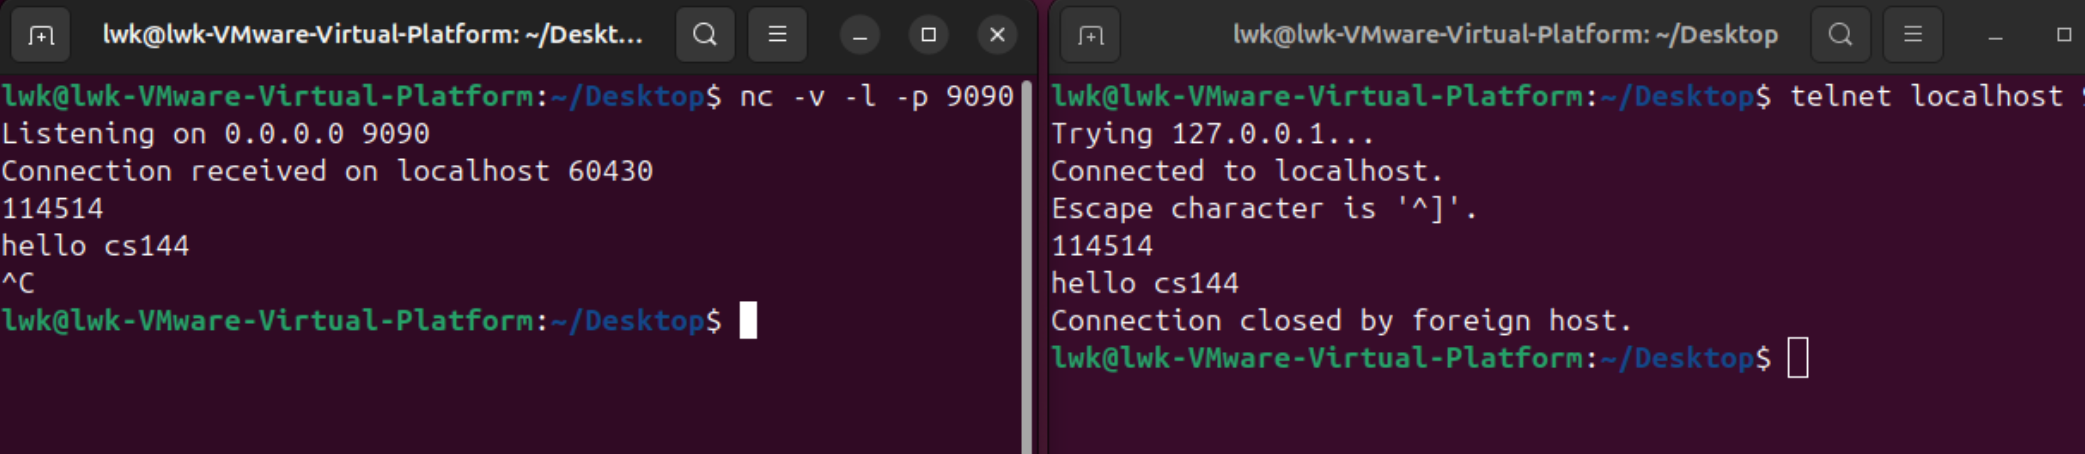 lwk@lwk-VMware-Virtual-Platform: ~/Deskt...
lwk@lwk-VMware-Virtual-Platform:~/Desktop$ nc -v -l -p 9090
Listening on 0.0.0.0 9090
Connection received on localhost 60430
114514
hello cs144
^C
lwk@lwk-VMware-Virtual-Platform:~/Desktop$
lwk@lwk-VMware-Virtual-Platform: ~/Desktop
lwk@lwk-VMware-Virtual-Platform:~/Desktop$ telnet localhost
Trying 127.0.0.1...
Connected to localhost.
Escape character is '^]'.
114514
hello cs144
Connection closed by foreign host.
lwk@lwk-VMware-Virtual-Platform:~/Desktop$